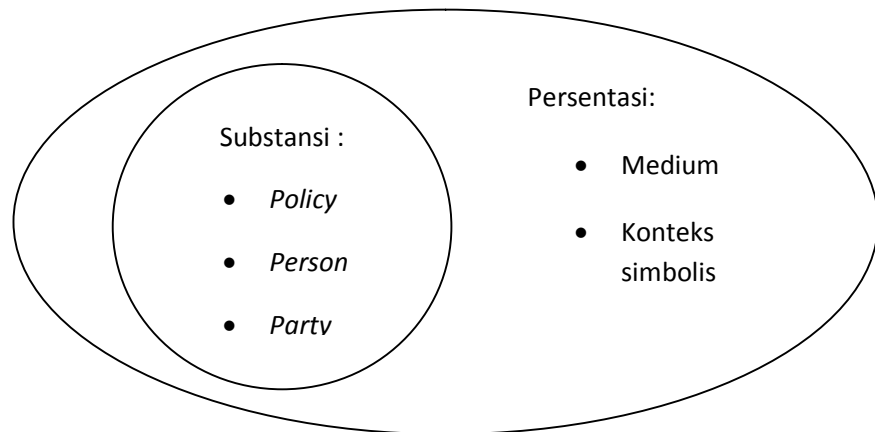 Substansi :
• Policy
• Person
• Party
Persentasi:
• Medium
• Konteks
simbolis